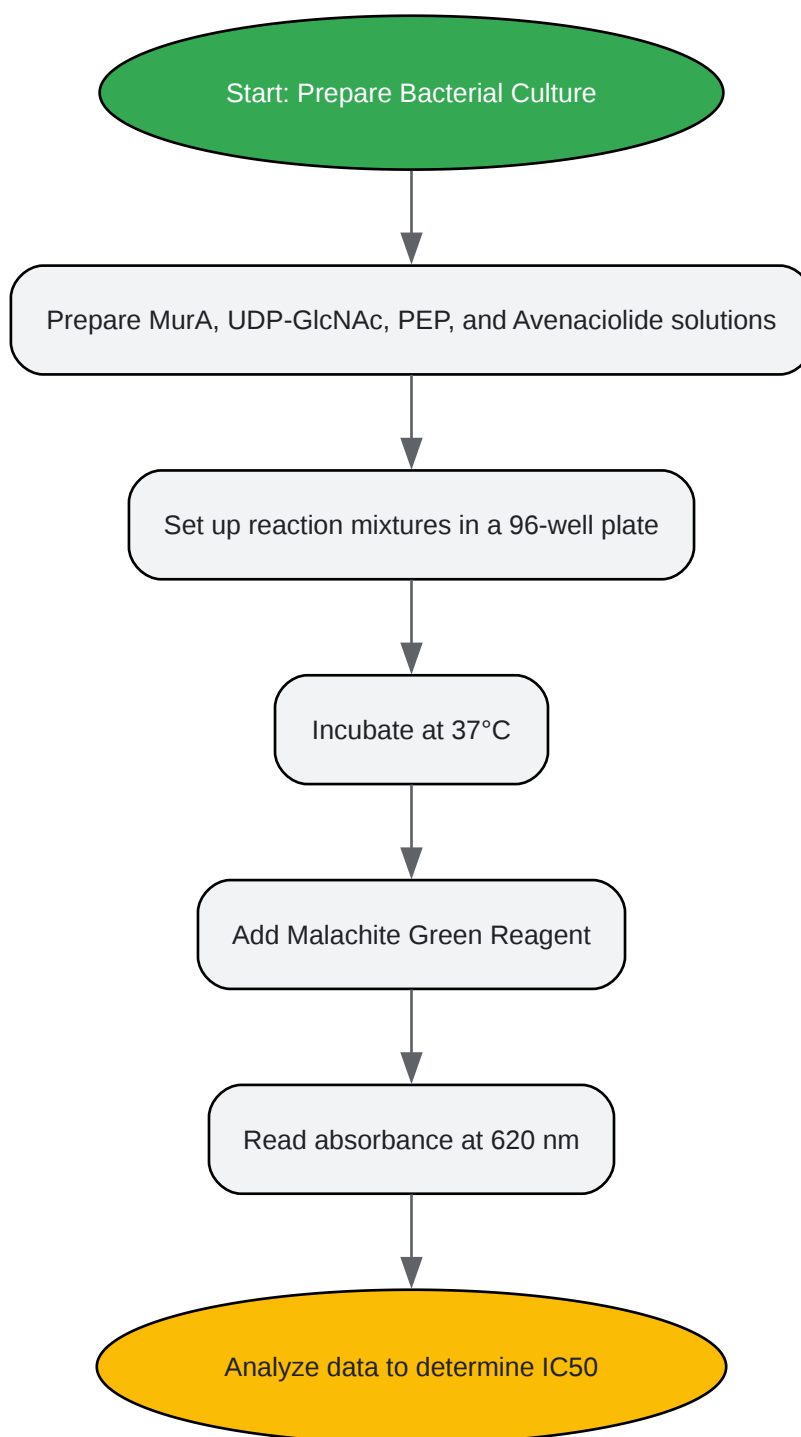 Start: Prepare Bacterial Culture
Prepare MurA, UDP-GlcNAc, PEP, and Avenaciolide solutions
Set up reaction mixtures in a 96-well plate
Incubate at 37°C
Add Malachite Green Reagent
Read absorbance at 620 nm
Analyze data to determine IC50